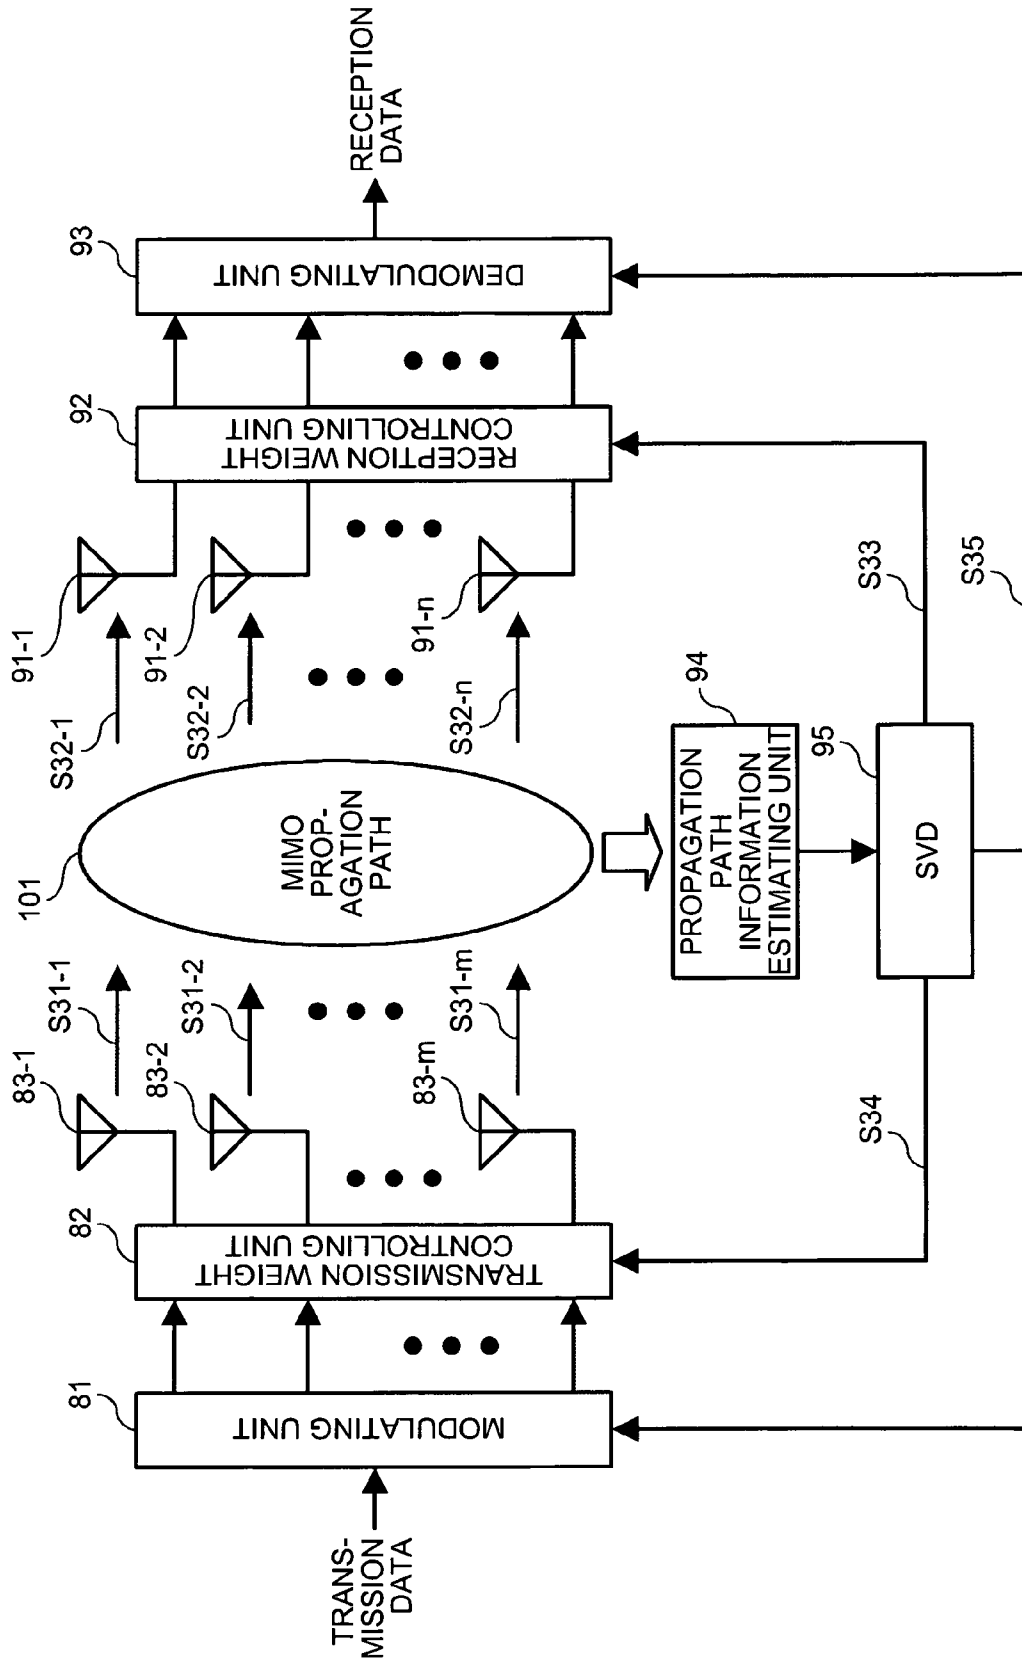 TRANS-
MISSION
DATA
81
MODULATING UNIT
82
TRANSMISSION WEIGHT
CONTROLLING UNIT
83-1
83-2
83-m
S31-1
S31-2
S31-m
101
MIMO
PROP-
AGATION
PATH
S32-1
S32-2
S32-n
91-1
91-2
91-n
92
RECEPTION WEIGHT
CONTROLLING UNIT
93
DEMODULATING UNIT
RECEPTION
DATA
94
PROPAGATION
PATH
INFORMATION
ESTIMATING UNIT
95
SVD
S34
S33
S35